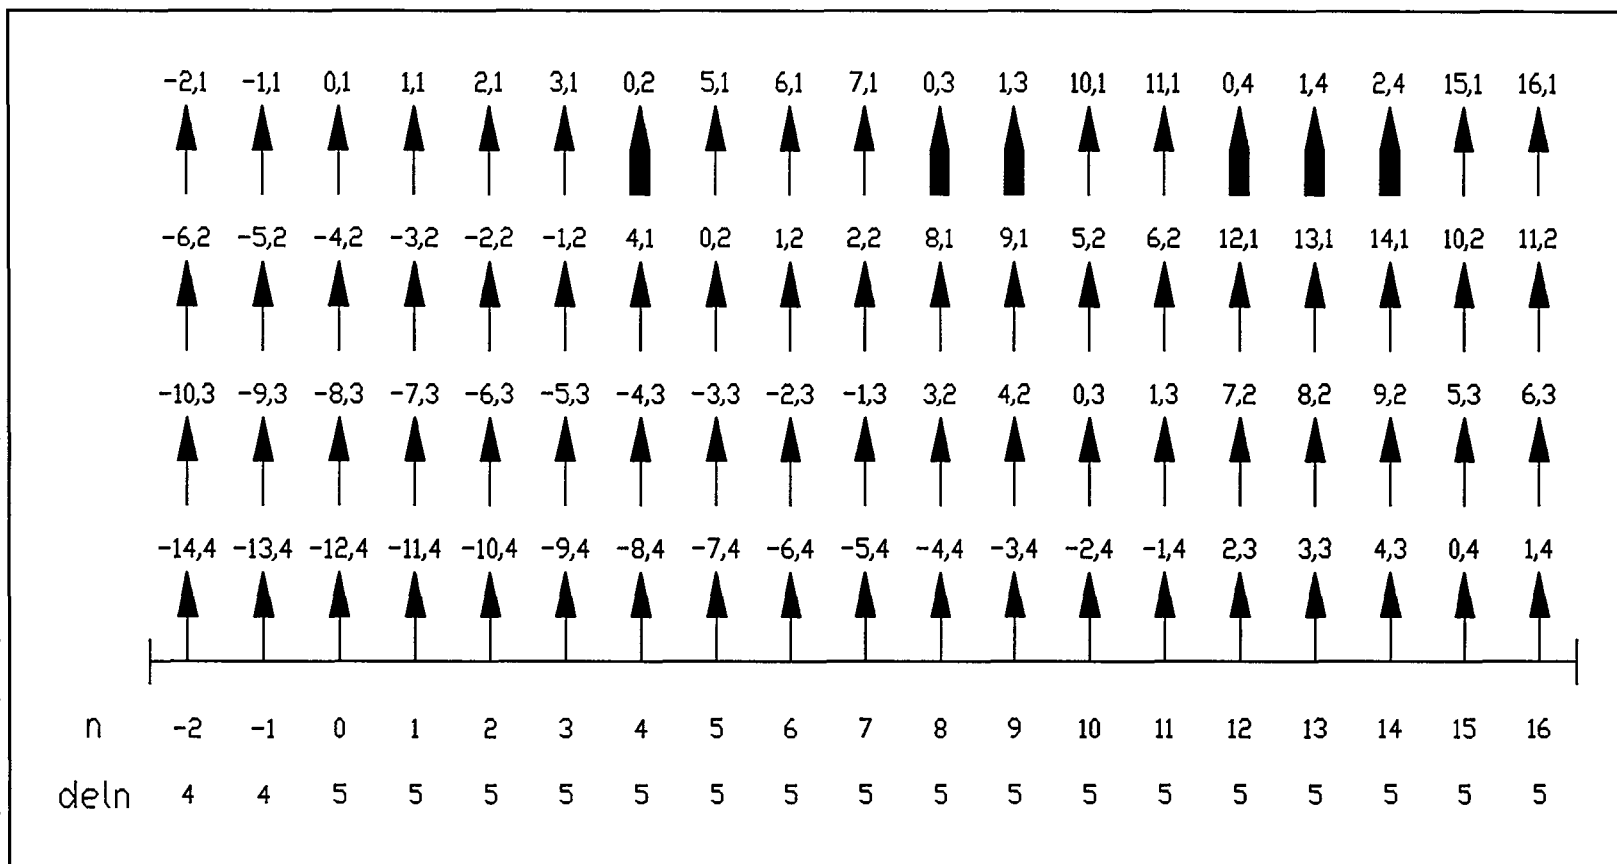 -2,1 -1,1 0,1 1,1 2,1 3,1 0,2 5,1 6,1 7,1 0,3 1,3 10,1 11,1 0,4 1,4 2,4 15,1 16,1
-6,2 -5,2 -4,2 -3,2 -2,2 -1,2 4,1 0,2 1,2 2,2 8,1 9,1 5,2 6,2 12,1 13,1 14,1 10,2 11,2
-10,3 -9,3 -8,3 -7,3 -6,3 -5,3 -4,3 -3,3 -2,3 -1,3 3,2 4,2 0,3 1,3 7,2 8,2 9,2 5,3 6,3
-14,4 -13,4 -12,4 -11,4 -10,4 -9,4 -8,4 -7,4 -6,4 -5,4 -4,4 -3,4 -2,4 -1,4 2,3 3,3 4,3 0,4 1,4
n -2 -1 0 1 2 3 4 5 6 7 8 9 10 11 12 13 14 15 16
deln 4 4 5 5 5 5 5 5 5 5 5 5 5 5 5 5 5 5 5